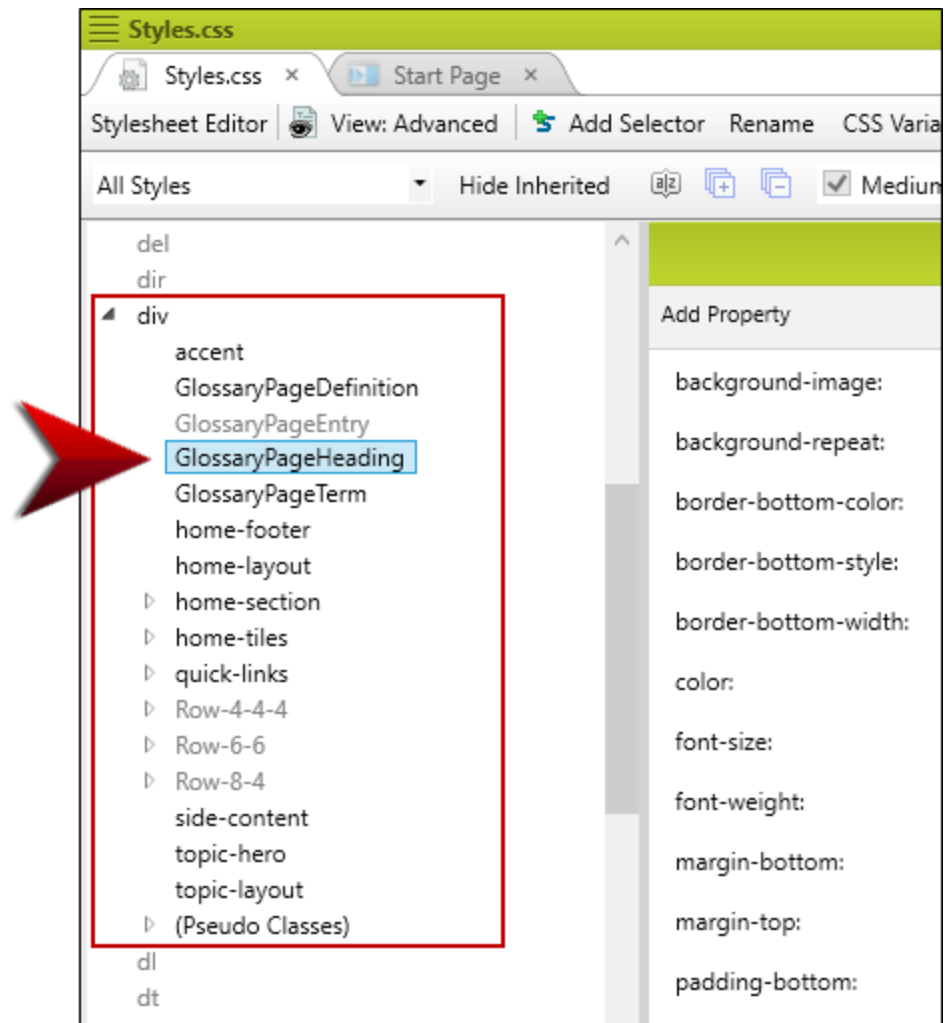 Styles.css
Styles.css × Start Page ×
Stylesheet Editor View: Advanced Add Selector Rename CSS Varia
All Styles Hide Inherited a|z Medium
del
dir
div
accent
GlossaryPageDefinition
GlossaryPageEntry
GlossaryPageHeading
GlossaryPageTerm
home-footer
home-layout
home-section
home-tiles
quick-links
Row-4-4-4
Row-6-6
Row-8-4
side-content
topic-hero
topic-layout
(Pseudo Classes)
dl
dt
Add Property
background-image:
background-repeat:
border-bottom-color:
border-bottom-style:
border-bottom-width:
color:
font-size:
font-weight:
margin-bottom:
margin-top:
padding-bottom: